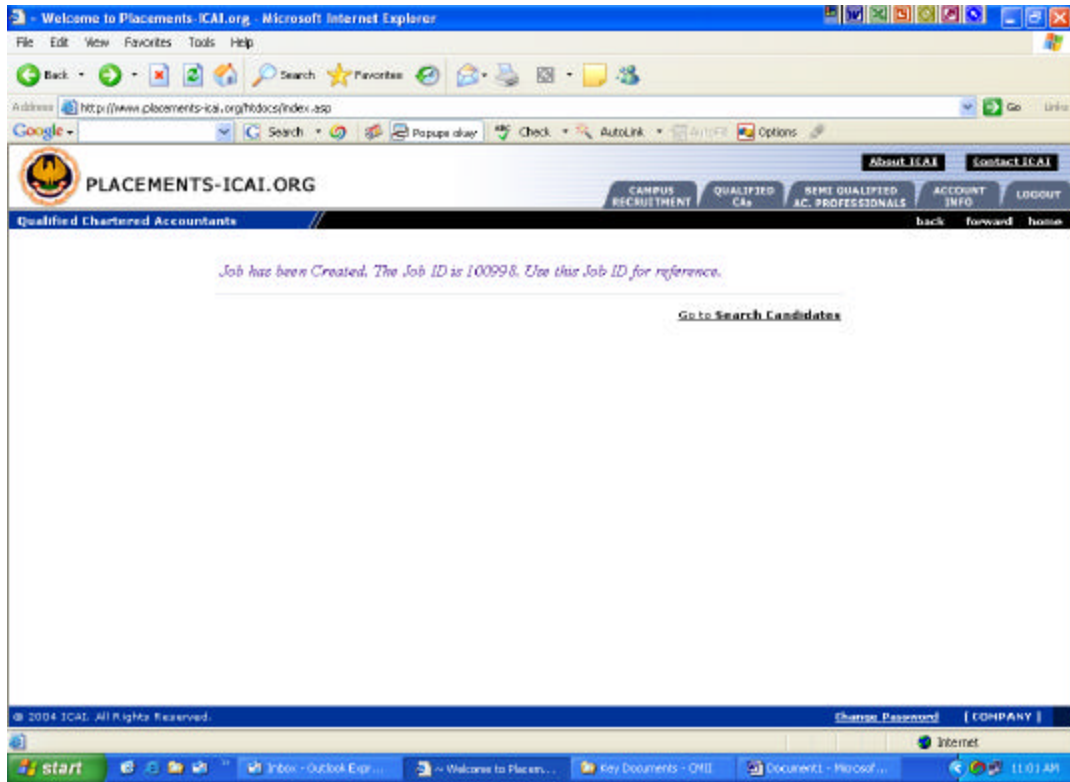 - Welcome to Placements-ICAI.org - Microsoft Internet Explorer
File Edit View Favorites Tools Help
Back Search Favorites
Address http://www.placements-icai.org/htdocs/index.asp Go Links
Google Search Popups okay Check AutoLink AutoFill Options
About ICAI Contact ICAI
PLACEMENTS-ICAI.ORG
CAMPUS RECRUITMENT QUALIFIED CAs SEMI QUALIFIED AC. PROFESSIONALS ACCOUNT INFO LOGOUT
Qualified Chartered Accountants // back forward home
Job has been Created. The Job ID is 100998. Use this Job ID for reference.
Go to Search Candidates
© 2004 ICAI. All Rights Reserved. Change Password [ COMPANY ]
Internet
start Inbox - Outlook Expr... ~ Welcome to Placem... Key Documents - Document1 - Microsof... 11:01 AM